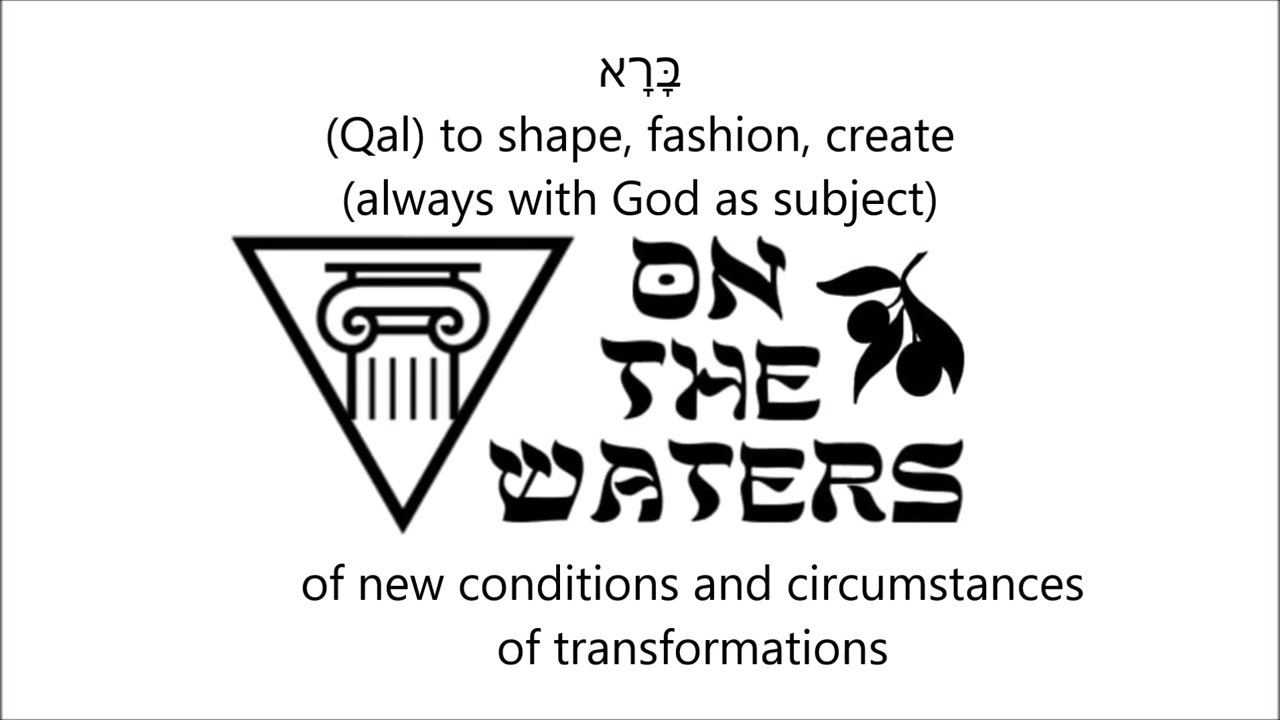 בָּרָא
(Qal) to shape, fashion, create
(always with God as subject)
ON
THE
WATERS
of new conditions and circumstances
of transformations